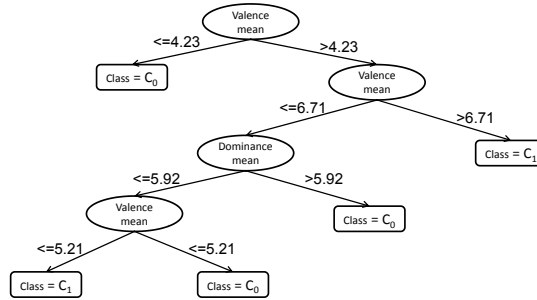 Valence
mean
<=4.23
>4.23
Class = C0
Valence
mean
<=6.71
>6.71
Dominance
mean
Class = C1
<=5.92
>5.92
Valence
mean
Class = C0
<=5.21
<=5.21
Class = C1
Class = C0